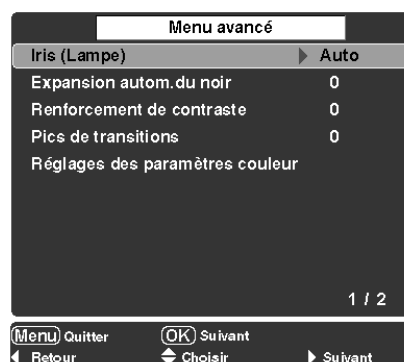 Menu avancé
Iris (Lampe) Auto
Expansion autom.du noir 0
Renforcement de contraste 0
Pics de transitions 0
Réglages des paramètres couleur
1 / 2
Menu Quitter OK Suivant
Retour Choisir Suivant